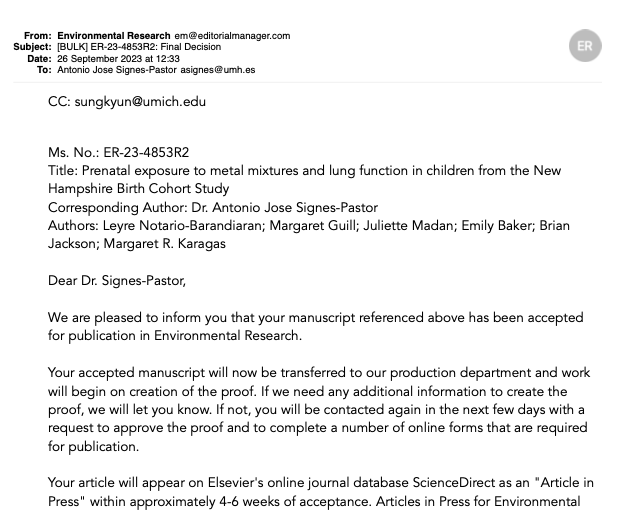 From: Environmental Research em@editorialmanager.com
Subject: [BULK] ER-23-4853R2: Final Decision
Date: 26 September 2023 at 12:33
To: Antonio Jose Signes-Pastor asignes@umh.es
ER
CC: sungkyun@umich.edu
Ms. No.: ER-23-4853R2
Title: Prenatal exposure to metal mixtures and lung function in children from the New
Hampshire Birth Cohort Study
Corresponding Author: Dr. Antonio Jose Signes-Pastor
Authors: Leyre Notario-Barandiaran; Margaret Guill; Juliette Madan; Emily Baker; Brian
Jackson; Margaret R. Karagas
Dear Dr. Signes-Pastor,
We are pleased to inform you that your manuscript referenced above has been accepted
for publication in Environmental Research.
Your accepted manuscript will now be transferred to our production department and work
will begin on creation of the proof. If we need any additional information to create the
proof, we will let you know. If not, you will be contacted again in the next few days with a
request to approve the proof and to complete a number of online forms that are required
for publication.
Your article will appear on Elsevier's online journal database ScienceDirect as an "Article in
Press" within approximately 4-6 weeks of acceptance. Articles in Press for Environmental